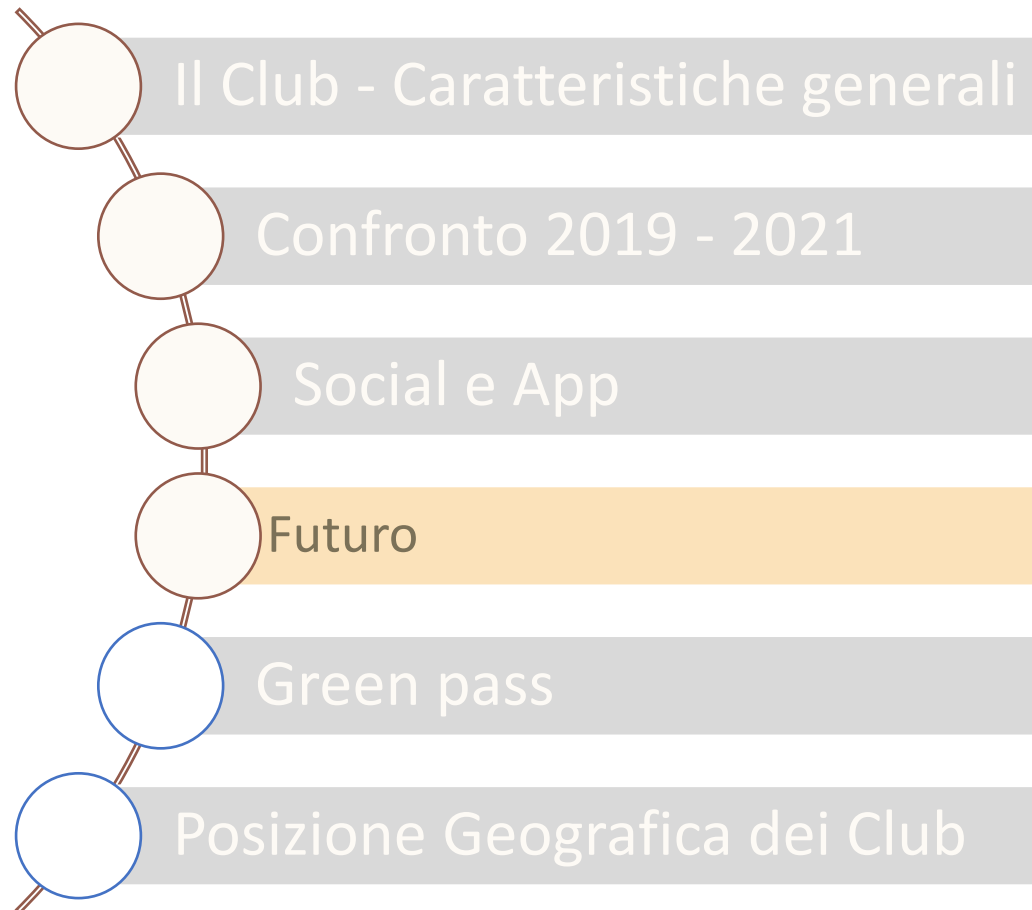 Il Club - Caratteristiche generali
Confronto 2019 - 2021
Social e App
Futuro
Green pass
Posizione Geografica dei Club